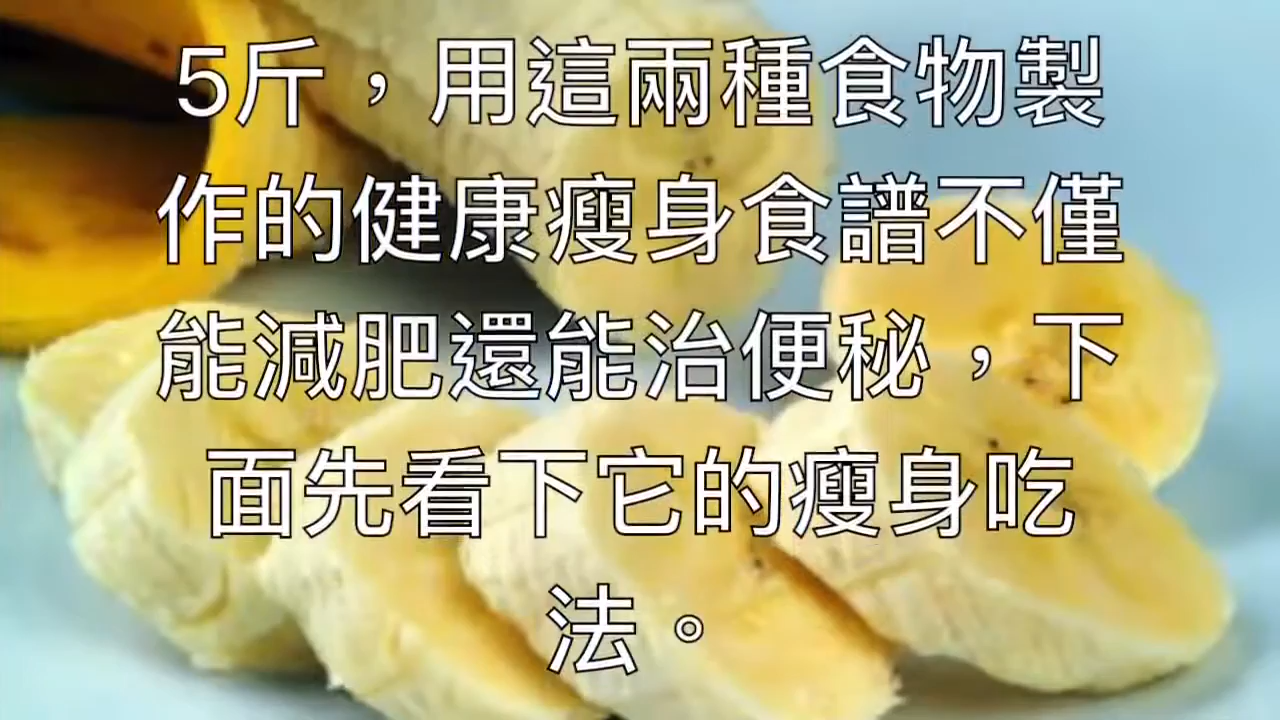 5斤，用這兩種食物製
作的健康瘦身食譜不僅
能減肥還能治便秘，下
面先看下它的瘦身吃
法。